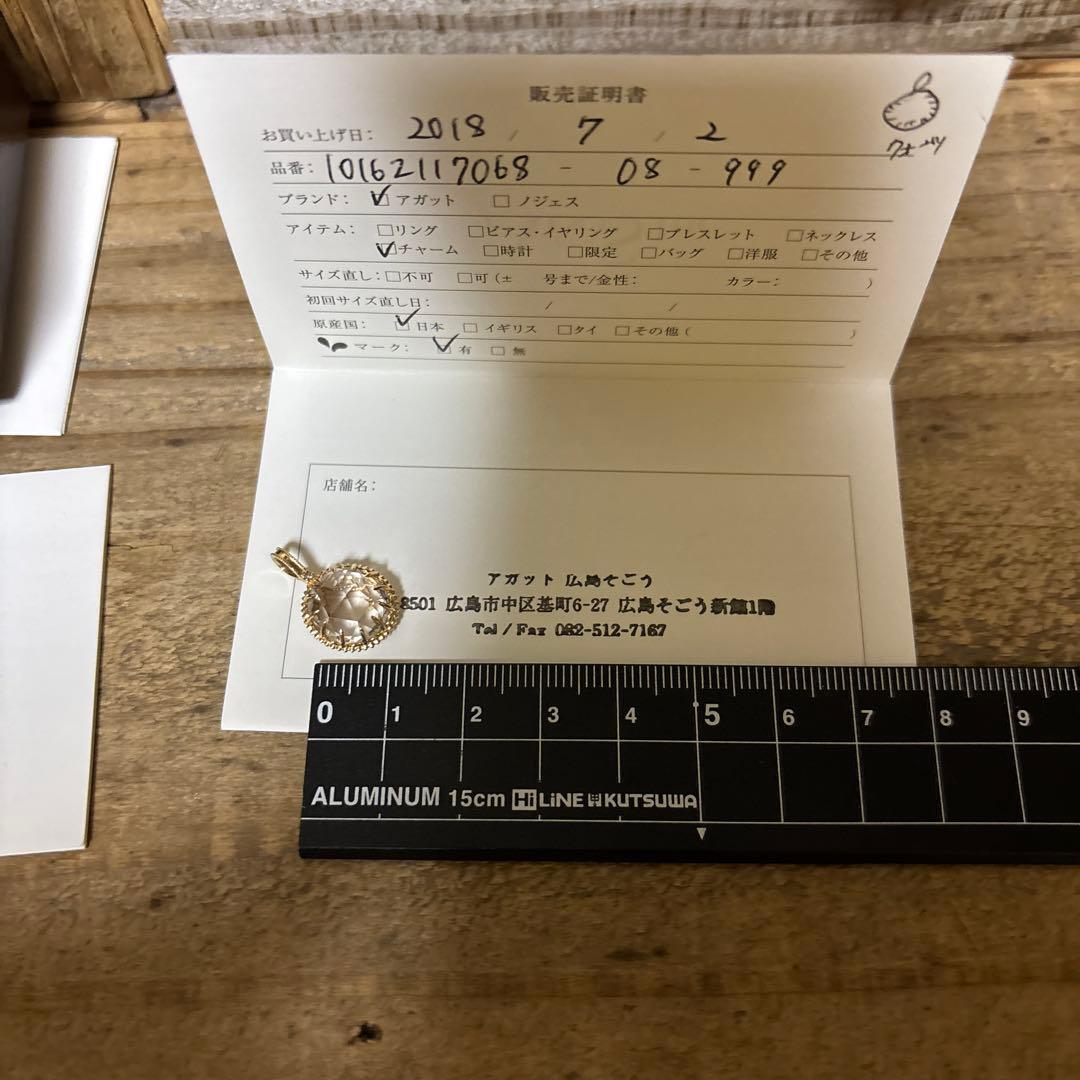 販売証明書
お買い上げ日: 2018 / 7 / 2
品番: 10162117068 - 08 - 999
ブランド: ☑ アガット □ ノジェス
アイテム: □リング □ピアス・イヤリング □ブレスレット □ネックレス
☑チャーム □時計 □限定 □バッグ □洋服 □その他
サイズ直し: □不可 □可 (± 号まで/金性: カラー: )
初回サイズ直し日: / /
原産国: ☑ 日本 □ イギリス □タイ □ その他 ( )
マーク: ☑ 有 □ 無
店舗名:
アガット 広島そごう
8501 広島市中区基町6-27 広島そごう新館1階
Tel / Fax 082-512-7167
0 1 2 3 4 5 6 7 8 9
ALUMINUM 15cm Hi LiNE KUTSUWA